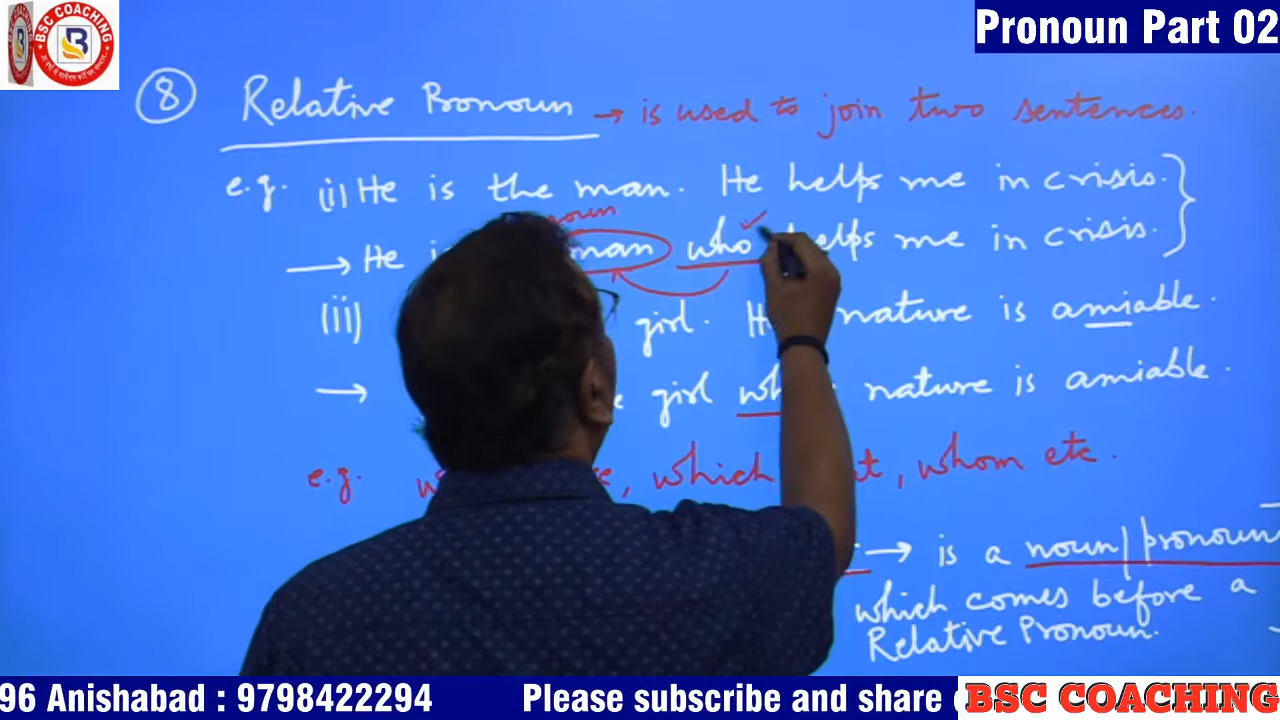 BSC COACHING
Pronoun Part 02
8 Relative Pronoun → is used to join two sentences.
e.g. (i) He is the man. He helps me in crisis.
noun
→ He man who helps me in crisis.
(ii) girl. nature is amiable.
→ girl nature is amiable.
e.g. which , whom etc.
→ is a noun/pronoun
which comes before a
Relative Pronoun.
96 Anishabad : 9798422294 Please subscribe and share
BSC COACHING